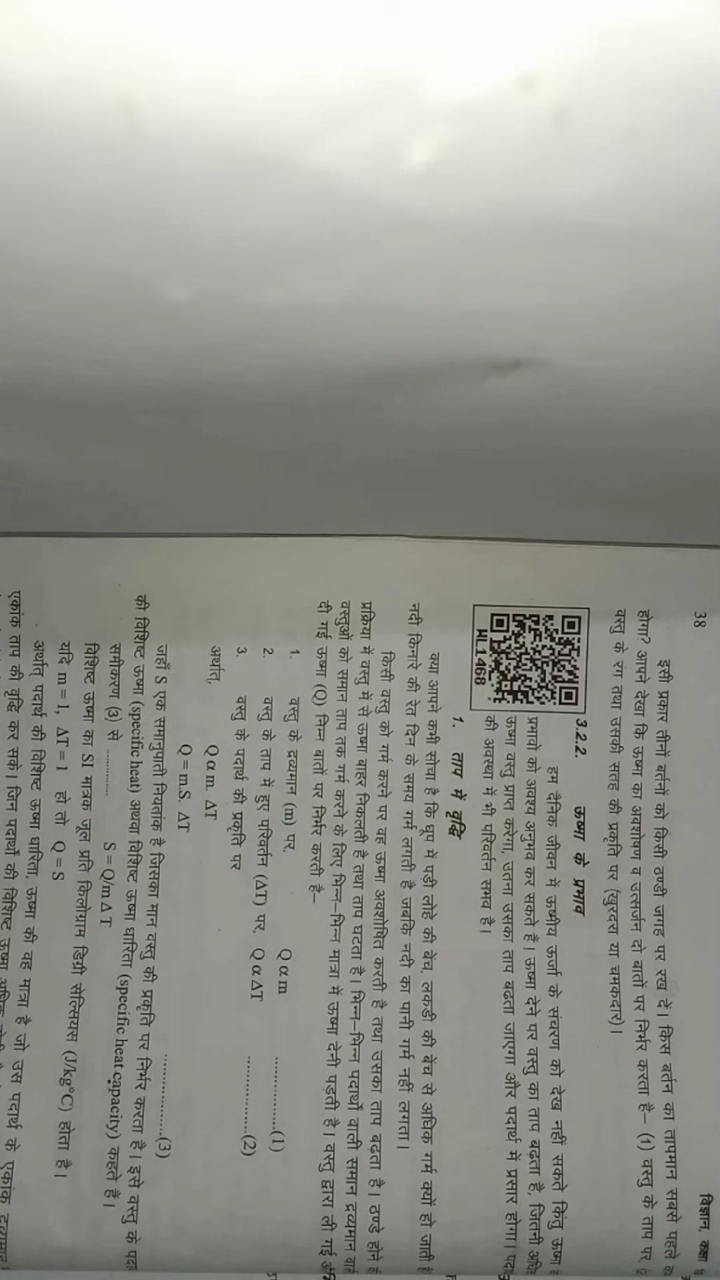 38
विज्ञान, कक्षा
इसी प्रकार तीनों बर्तनों को किसी ठण्डी जगह पर रख दें। किस बर्तन का तापमान सबसे पहले
होगा? आपने देखा कि ऊष्मा का अवशोषण व उत्सर्जन दो बातों पर निर्भर करता है– (1) वस्तु के ताप पर,
वस्तु के रंग तथा उसकी सतह की प्रकृति पर (खुरदरा या चमकदार)।
3.2.2. ऊष्मा के प्रभाव
हम दैनिक जीवन में ऊष्मीय ऊर्जा के संचरण को देख नहीं सकते किंतु ऊष्मा
प्रभावों को अवश्य अनुभव कर सकते हैं। ऊष्मा देने पर वस्तु का ताप बढ़ता है, जितनी
ऊष्मा वस्तु प्राप्त करेगा, उतना उसका ताप बढ़ता जाएगा और पदार्थ में प्रसार होगा।
की अवस्था में भी परिवर्तन संभव है।
HL1468
1. ताप में वृद्धि
क्या आपने कभी सोचा है कि धूप में पड़ी लोहे की बेंच, लकड़ी की बेंच से अधिक गर्म क्यों हो जाती
नदी किनारे की रेत दिन के समय गर्म लगती है जबकि नदी का पानी गर्म नहीं लगता।
किसी वस्तु को गर्म करने पर वह ऊष्मा अवशोषित करती है तथा उसका ताप बढ़ता है। ठण्डे होने
प्रक्रिया में वस्तु में से ऊष्मा बाहर निकलती है तथा ताप घटता है। भिन्न–भिन्न पदार्थों वाली समान द्रव्यमान
वस्तुओं को समान ताप तक गर्म करने के लिए भिन्न–भिन्न मात्रा में ऊष्मा देनी पड़ती है। वस्तु द्वारा ली गई
दी गई ऊष्मा (Q) निम्न बातों पर निर्भर करती है–
1. वस्तु के द्रव्यमान (m) पर, Q α m ..................(1)
2. वस्तु के ताप में हुए परिवर्तन (ΔT) पर, Q α ΔT ..................(2)
3. वस्तु के पदार्थ की प्रकृति पर
अर्थात्, Q α m. ΔT
Q = m.S. ΔT ..................(3)
जहाँ S एक समानुपाती नियतांक है जिसका मान वस्तु की प्रकृति पर निर्भर करता है। इसे वस्तु के
की विशिष्ट ऊष्मा (specific heat) अथवा विशिष्ट ऊष्मा धारिता (specific heat capacity) कहते हैं।
समीकरण (3) से ............ S = Q/m Δ T
विशिष्ट ऊष्मा का SI मात्रक जूल प्रति किलोग्राम डिग्री सेल्सियस (J/kg°C) होता है।
यदि m = 1, ΔT = 1 हो तो Q = S
अर्थात् पदार्थ की विशिष्ट ऊष्मा धारिता, ऊष्मा की वह मात्रा है जो उस पदार्थ के एकांक द्रव्यमान
एकांक ताप की वृद्धि कर सके। जिन पदार्थों की विशिष्ट ऊष्मा अधिक होती